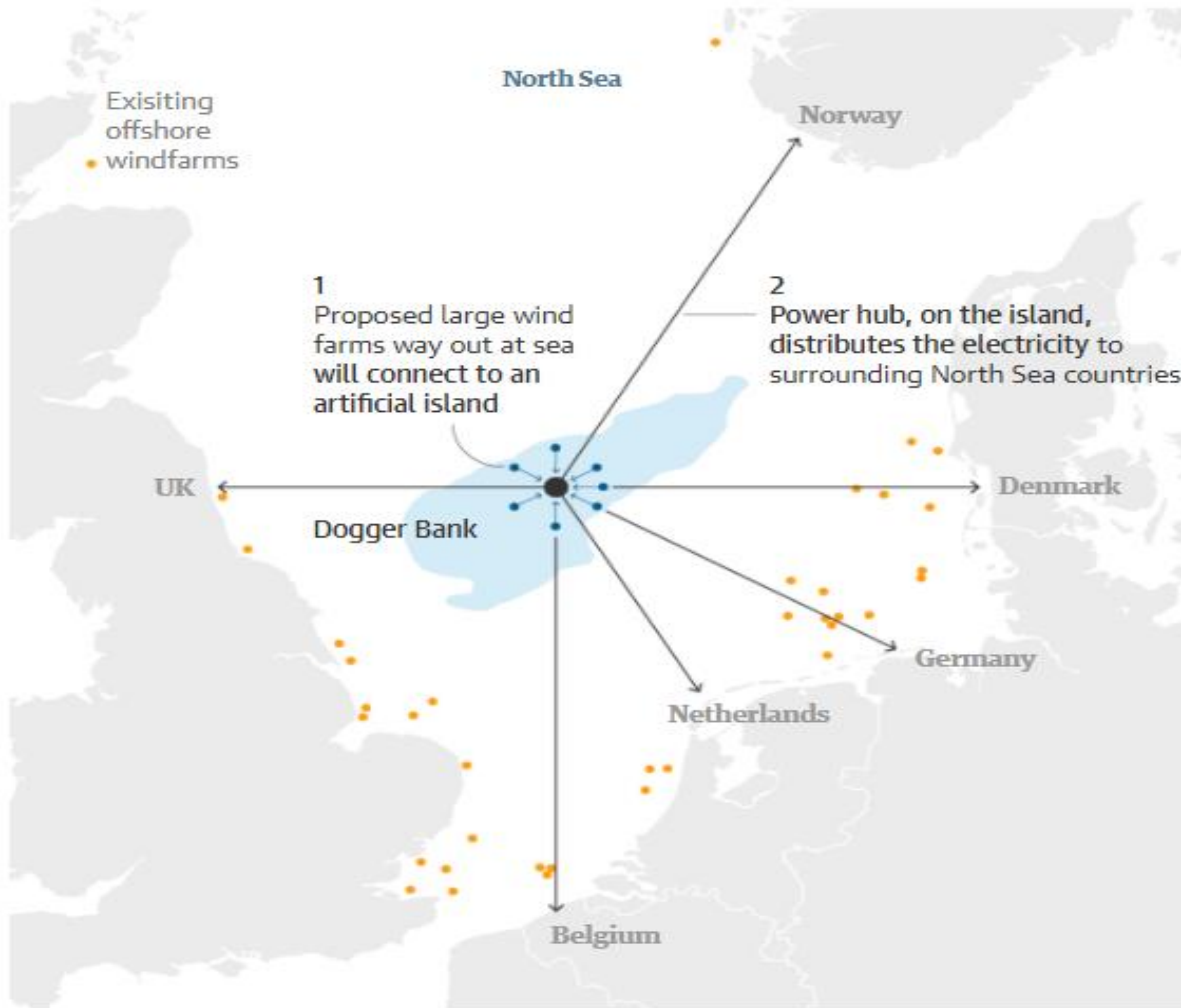 North Sea
Exisiting
offshore
windfarms
Norway
1
Proposed large wind
farms way out at sea
will connect to an
artificial island
2
Power hub, on the island,
distributes the electricity to
surrounding North Sea countries
UK
Denmark
Dogger Bank
Germany
Netherlands
Belgium